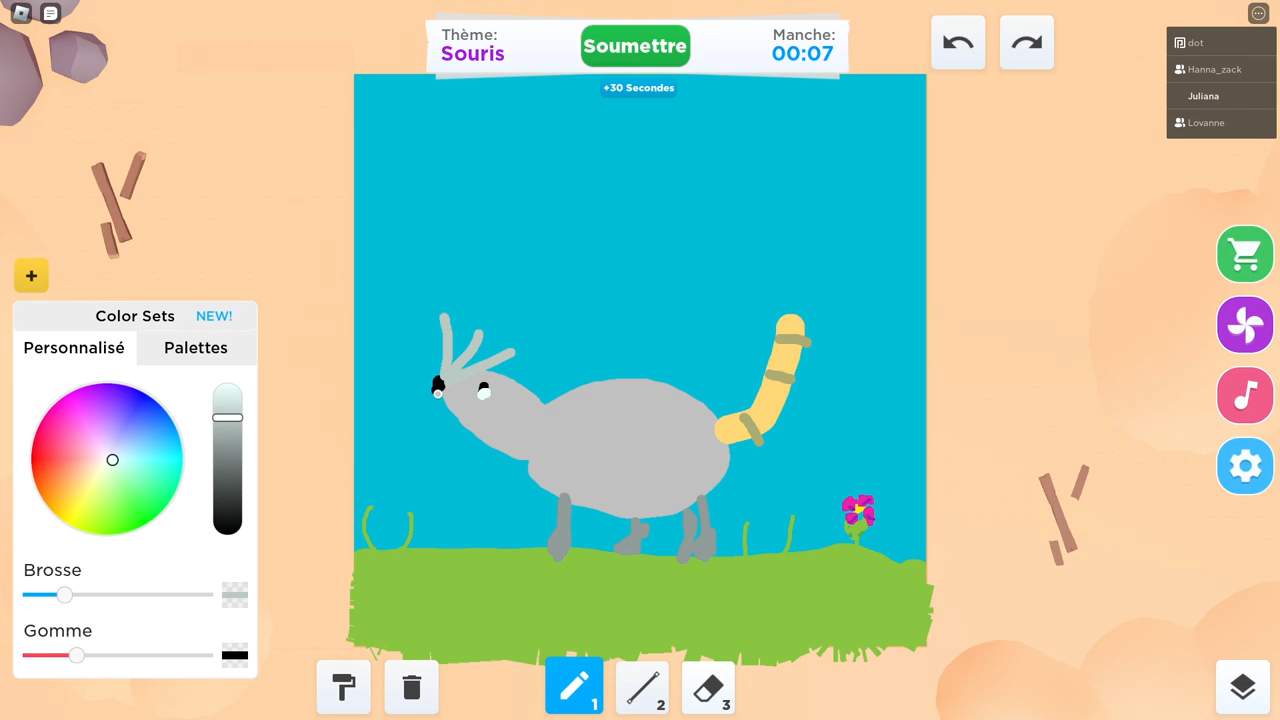 Thème:
Souris
Soumettre
Manche:
00:07
+30 Secondes
dot
Hanna_zack
Juliana
Lovanne
+
Color Sets NEW!
Personnalisé Palettes
Brosse
Gomme
1
2
3